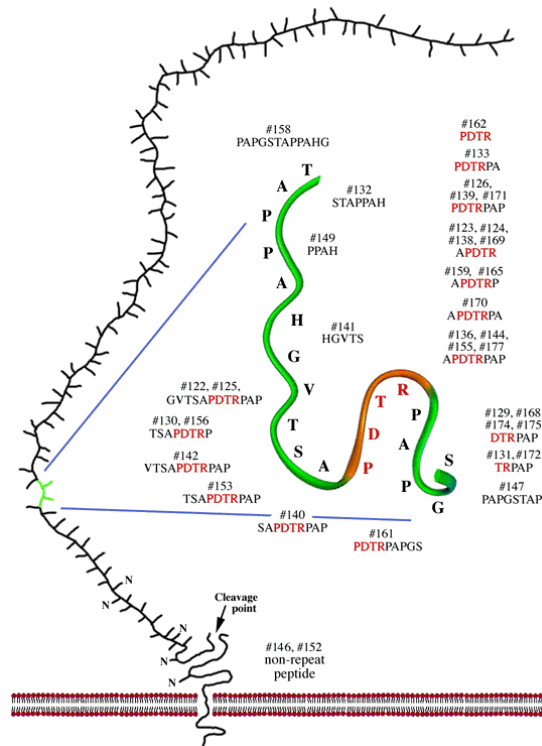 #158
PAPGSTAPPAHG
#162
PDTR
#133
PDTRPA
#126,
#139, #171
PDTRPAP
#123, #124,
#138, #169
APDTR
#159, #165
APDTRP
#170
APDTRPA
#136, #144,
#155, #177
APDTRPAP
#129, #168
#174, #175
DTRPAP
#131, #172
TRPAP
#147
PAPGSTAP
#132
STAPPAH
#149
PPAH
#141
HGVTS
T
A
P
P
A
H
G
V
T
S
A
P
D
T
R
P
A
P
G
S
#122, #125,
GVTSAPDTRPAP
#130, #156
TSAPDTRP
#142
VTSAPDTRPAP
#153
TSAPDTRPAP
#140
SAPDTRPAP
#161
PDTRPAPGS
N
N
N
N
N
Cleavage
point
#146, #152
non-repeat
peptide